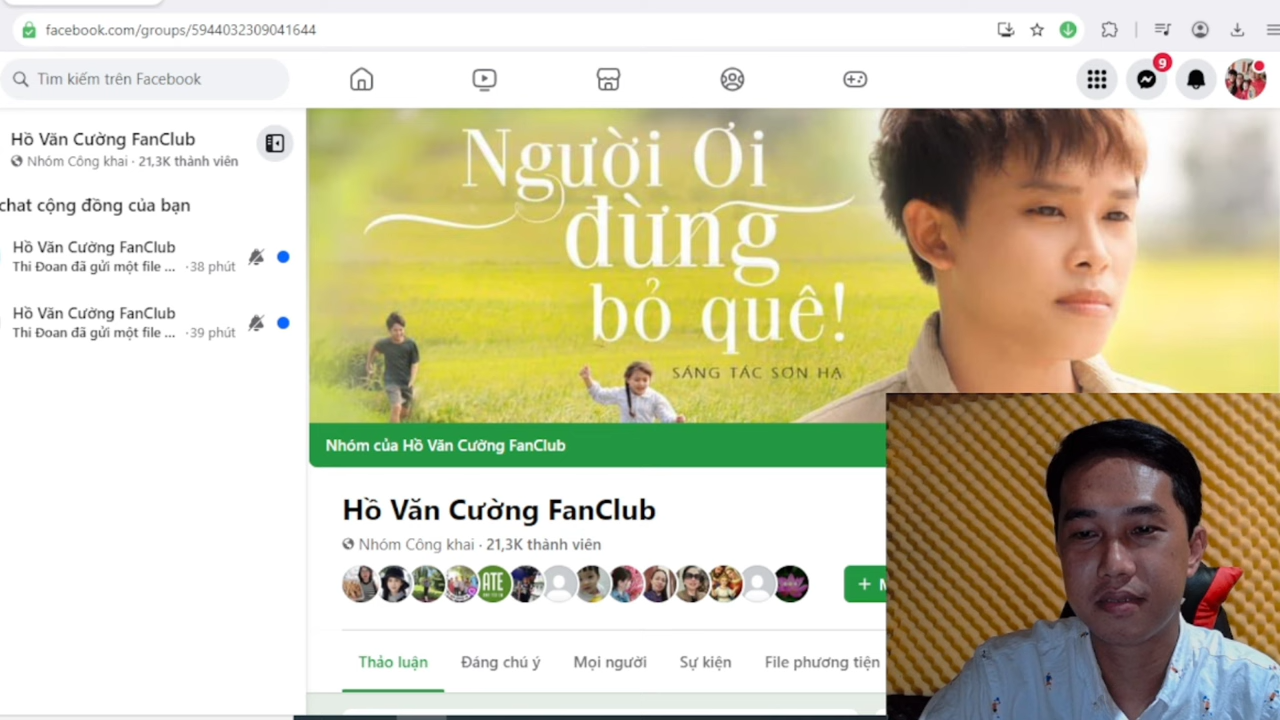 facebook.com/groups/5944032309041644
Tìm kiếm trên Facebook
9
Hồ Văn Cường FanClub
Nhóm Công khai · 21,3K thành viên
chat cộng đồng của bạn
Hồ Văn Cường FanClub
Thi Đoan đã gửi một file ... · 38 phút
Hồ Văn Cường FanClub
Thi Đoan đã gửi một file ... · 39 phút
Người Ơi
đừng
bỏ quê!
SÁNG TÁC SƠN HẠ
Nhóm của Hồ Văn Cường FanClub
Hồ Văn Cường FanClub
Nhóm Công khai · 21,3K thành viên
ATE
+ M
Thảo luận Đáng chú ý Mọi người Sự kiện File phương tiện